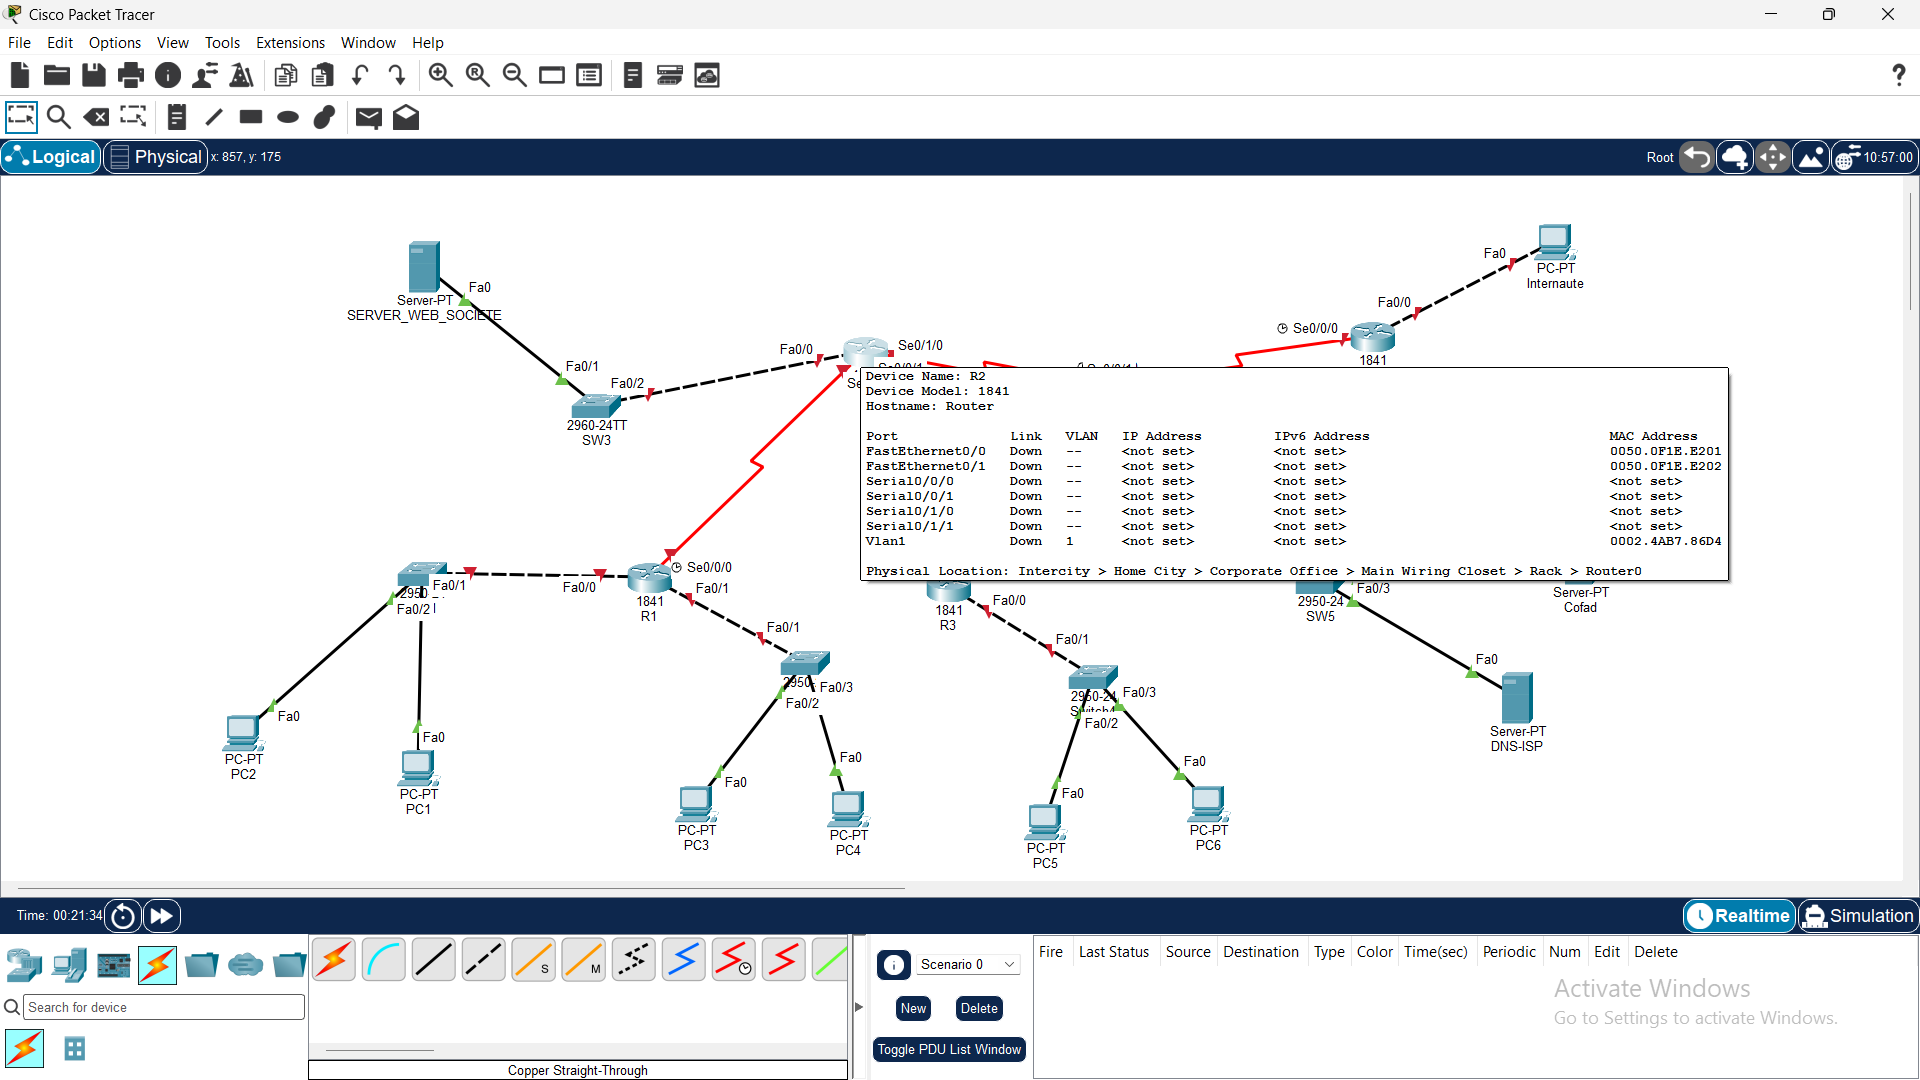 Cisco Packet Tracer
File Edit Options View Tools Extensions Window Help
Logical Physical x: 857, y: 175
Root 10:57:00
Fa0
Server-PT
SERVER_WEB_SOCIETE
Fa0/1
Fa0/2
2960-24TT
SW3
Fa0/0
Se0/1/0
Fa0
PC-PT
Internaute
Fa0/0
Se0/0/0
1841
Device Name: R2
Device Model: 1841
Hostname: Router
Port Link VLAN IP Address IPv6 Address MAC Address
FastEthernet0/0 Down -- <not set> <not set> 0050.0F1E.E201
FastEthernet0/1 Down -- <not set> <not set> 0050.0F1E.E202
Serial0/0/0 Down -- <not set> <not set> <not set>
Serial0/0/1 Down -- <not set> <not set> <not set>
Serial0/1/0 Down -- <not set> <not set> <not set>
Serial0/1/1 Down -- <not set> <not set> <not set>
Vlan1 Down 1 <not set> <not set> 0002.4AB7.86D4
Physical Location: Intercity > Home City > Corporate Office > Main Wiring Closet > Rack > Router0
Fa0/1
Fa0/2
Fa0/0
Se0/0/0
Fa0/1
1841
R1
Fa0/1
Fa0/3
Fa0/2
1841
R3
Fa0/0
Fa0/1
2950-24
Switch4
Fa0/3
Fa0/2
2950-24
SW5
Fa0/3
Server-PT
Cofad
Fa0
Server-PT
DNS-ISP
Fa0
PC-PT
PC2
Fa0
PC-PT
PC1
Fa0
PC-PT
PC3
Fa0
PC-PT
PC4
Fa0
PC-PT
PC5
Fa0
PC-PT
PC6
Time: 00:21:34
Realtime Simulation
S M
Search for device
Copper Straight-Through
Scenario 0
New Delete
Toggle PDU List Window
Fire Last Status Source Destination Type Color Time(sec) Periodic Num Edit Delete
Activate Windows
Go to Settings to activate Windows.